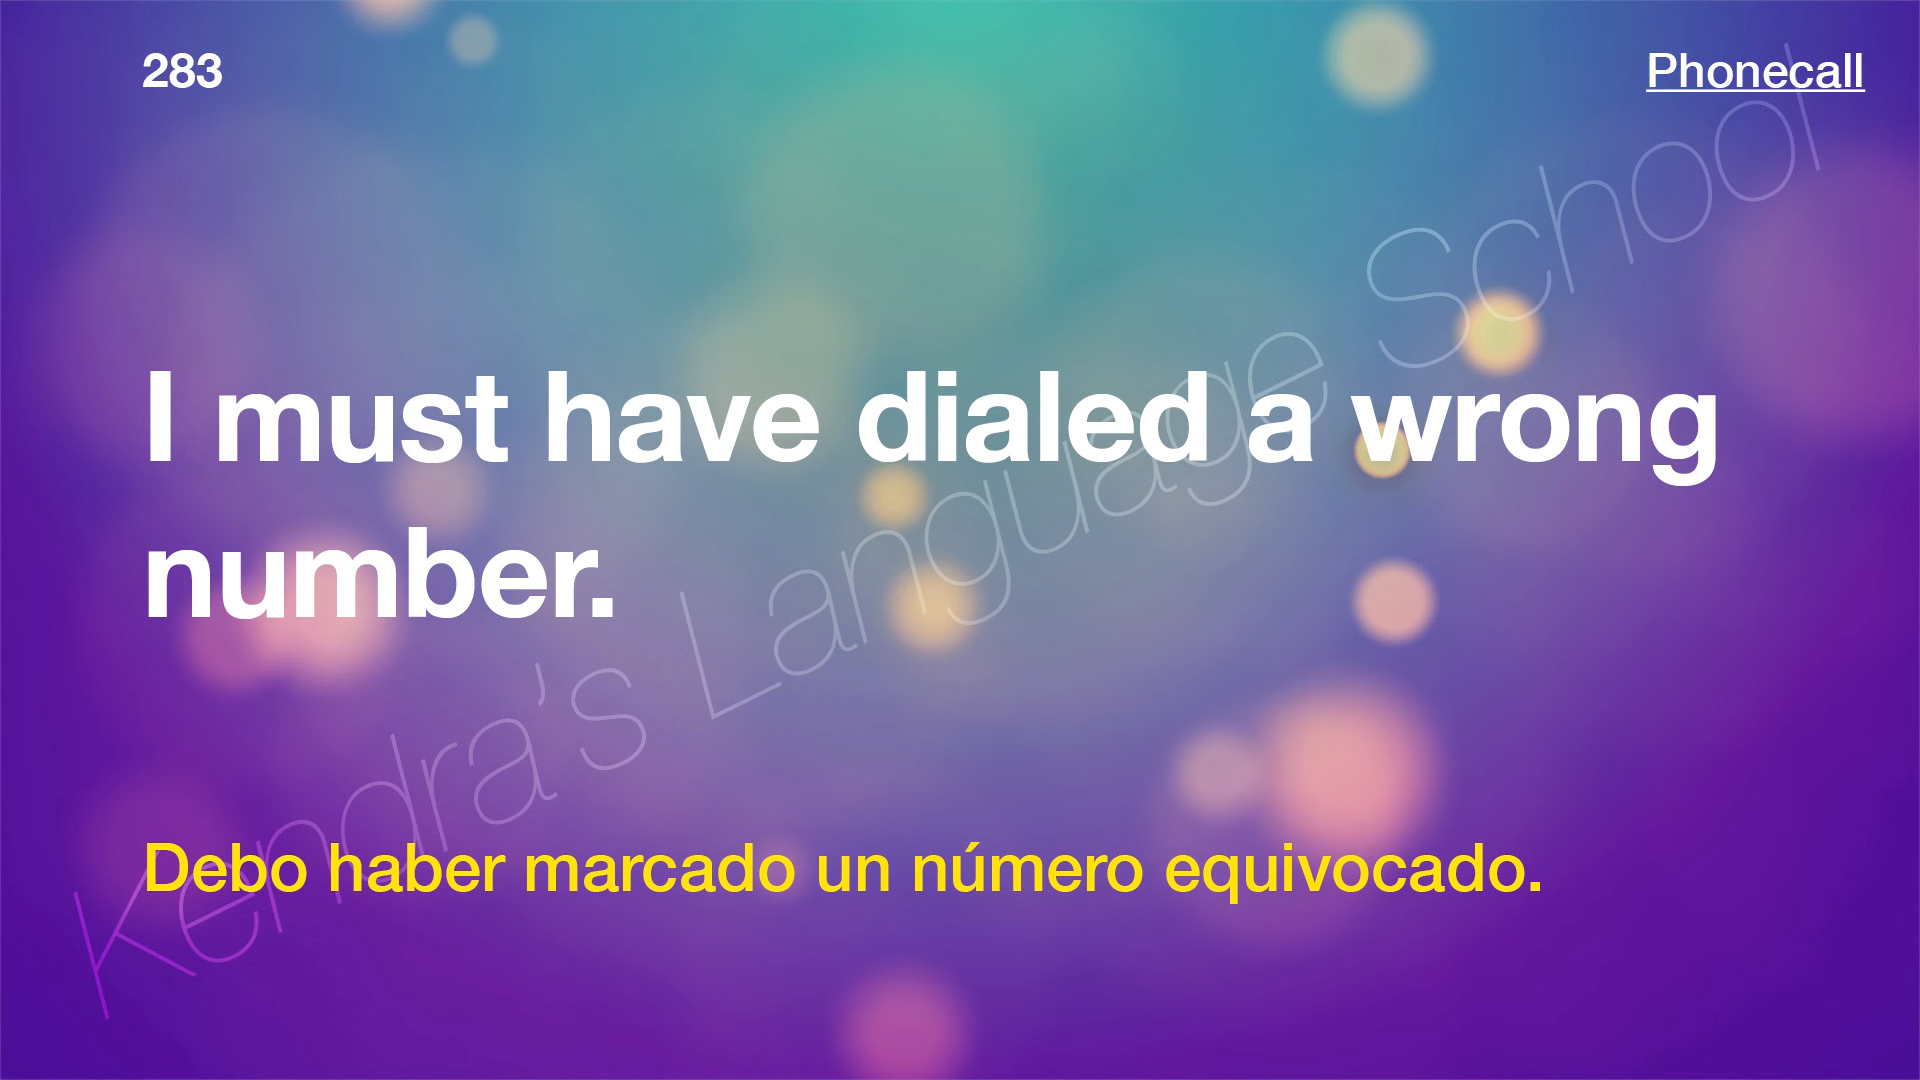 283
Phonecall
I must have dialed a wrong
number.
Debo haber marcado un número equivocado.
Kendra’s Language School